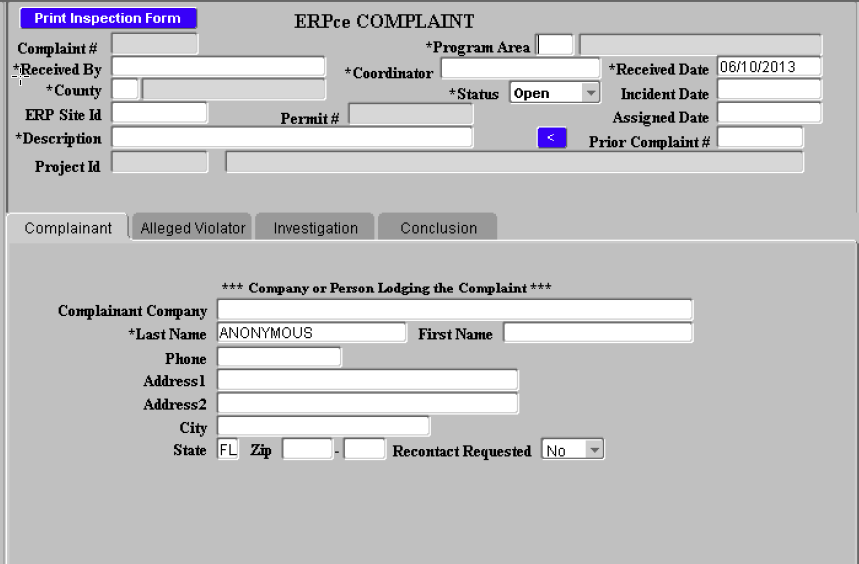 Print Inspection Form
ERPce COMPLAINT
Complaint #
*Program Area
*Received By
*Coordinator
*Received Date 06/10/2013
*County
*Status Open
Incident Date
ERP Site Id
Permit #
Assigned Date
*Description
<
Prior Complaint #
Project Id
Complainant Alleged Violator Investigation Conclusion
*** Company or Person Lodging the Complaint ***
Complainant Company
*Last Name ANONYMOUS First Name
Phone
Address1
Address2
City
State FL Zip - Recontact Requested No